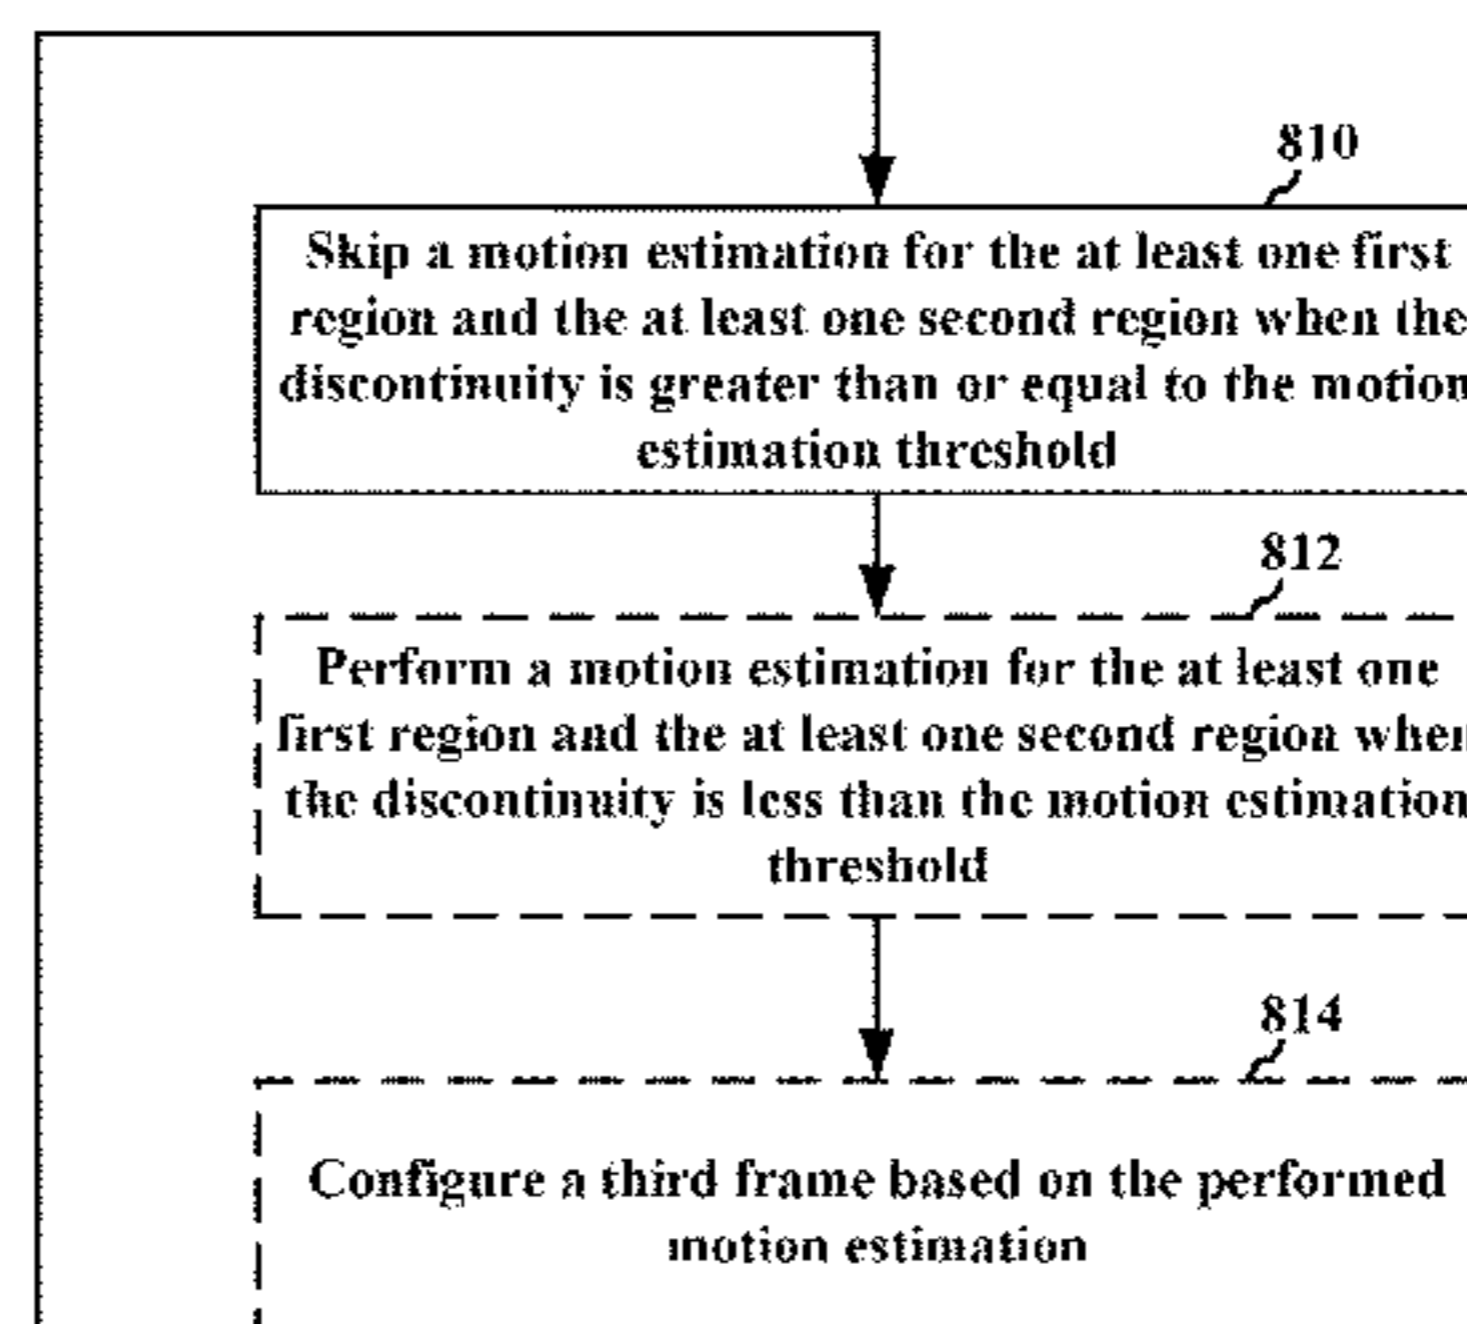 810
Skip a motion estimation for the at least one first
region and the at least one second region when the
discontinuity is greater than or equal to the motion
estimation threshold
812
Perform a motion estimation for the at least one
first region and the at least one second region when
the discontinuity is less than the motion estimation
threshold
814
Configure a third frame based on the performed
motion estimation